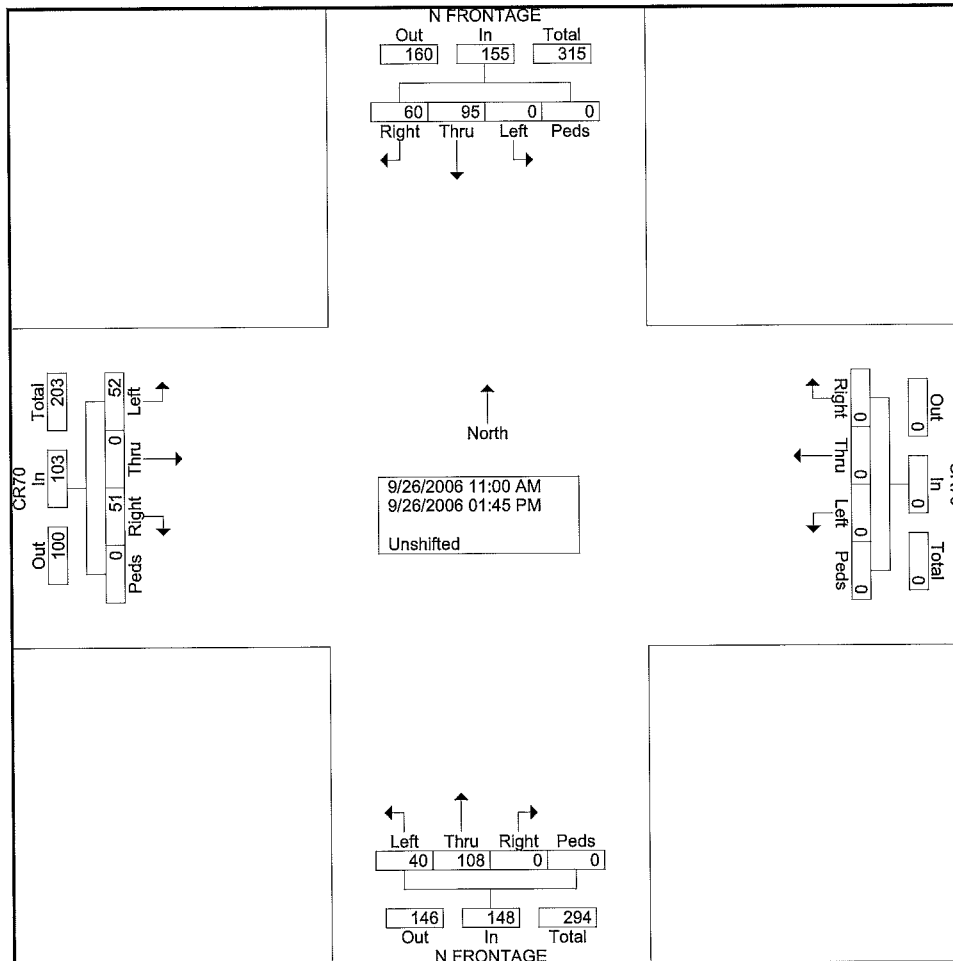 N FRONTAGE
Out In Total
160 155 315
60 95 0 0
Right Thru Left Peds
CR70
Total In Out
203 103 100
52 0 51 0
Left Thru Right Peds
North
9/26/2006 11:00 AM
9/26/2006 01:45 PM
Unshifted
Right Thru Left Peds
0 0 0 0
Out In Total
0 0 0
Left Thru Right Peds
40 108 0 0
146 148 294
Out In Total
N FRONTAGE